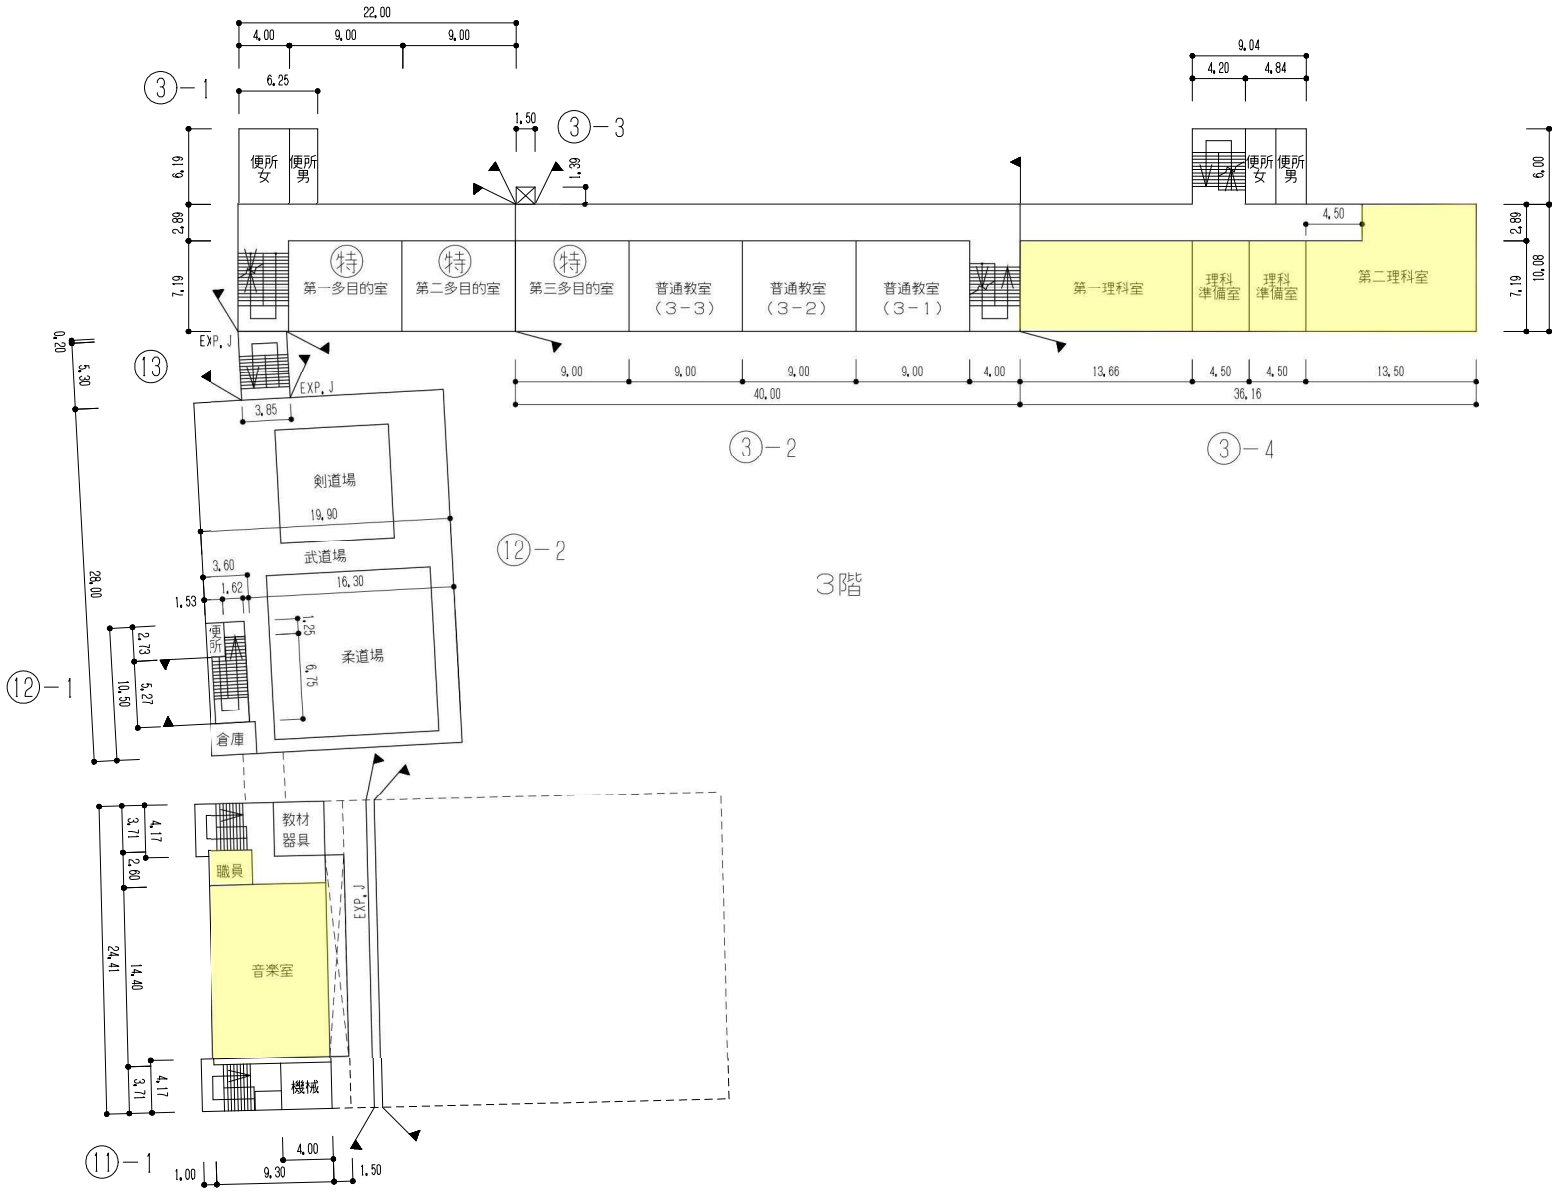 22.00
4.00 9.00 9.00
③-1
6.25
9.04
4.20 4.84
1.50
③-3
1.39
6.19
便所
女
便所
男
便所
女
便所
男
6.00
2.89
4.50
2.89
10.08
7.19
特
第一多目的室
特
第二多目的室
特
第三多目的室
普通教室
(3-3)
普通教室
(3-2)
普通教室
(3-1)
第一理科室
理科
準備室
理科
準備室
第二理科室
7.19
EXP.J
0.20
5.30
⑬
EXP.J
3.85
9.00 9.00 9.00 9.00 4.00 13.66 4.50 4.50 13.50
40.00 36.16
③-2
③-4
剣道場
19.90
武道場
⑫-2
3階
28.00
3.60
1.62
16.30
1.53
1.25
6.75
便所
柔道場
2.73
5.27
10.50
⑫-1
倉庫
教材
器具
3.71
4.17
2.60
職員
EXP.J
24.41
14.40
音楽室
3.71
4.17
機械
⑪-1
4.00
1.00 9.30 1.50